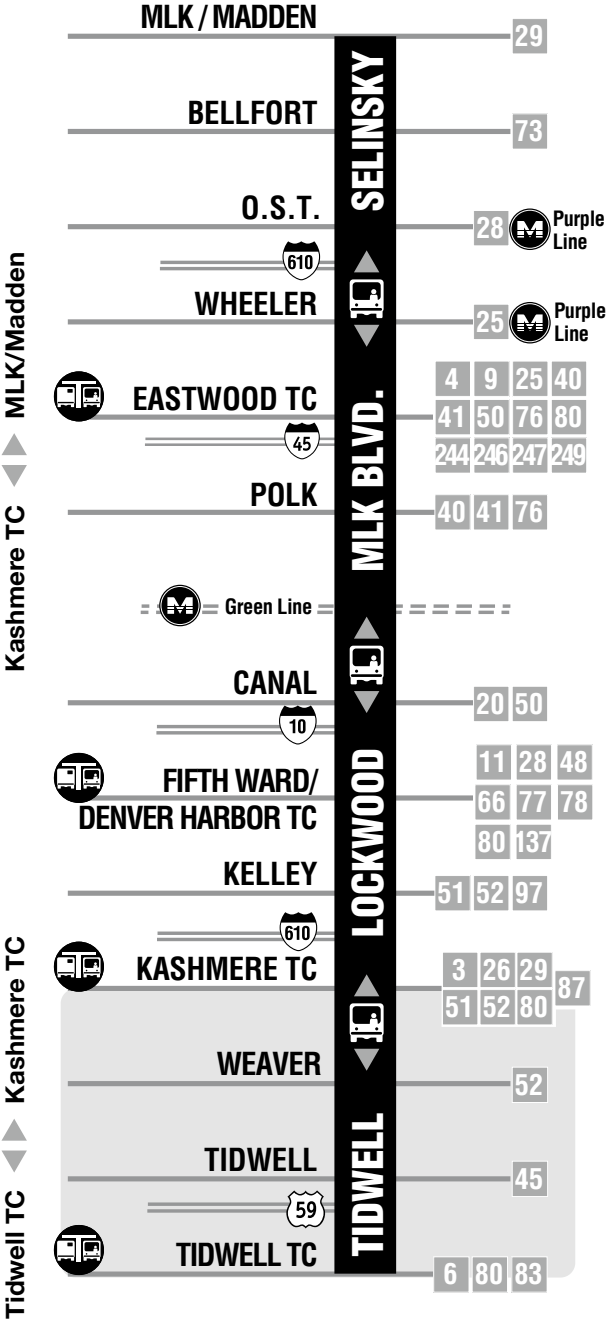 MLK / MADDEN
29
BELLFORT
73
O.S.T.
28 M Purple
Line
610
WHEELER
25 M Purple
Line
EASTWOOD TC
4 9 25 40
41 50 76 80
244 246 247 249
45
POLK
40 41 76
M Green Line
CANAL
20 50
10
FIFTH WARD/
DENVER HARBOR TC
11 28 48
66 77 78
80 137
KELLEY
51 52 97
610
KASHMERE TC
3 26 29
87
51 52 80
WEAVER
52
TIDWELL
45
59
TIDWELL TC
6 80 83
SELINSKY
MLK BLVD.
LOCKWOOD
TIDWELL
Kashmere TC MLK/Madden
Tidwell TC Kashmere TC